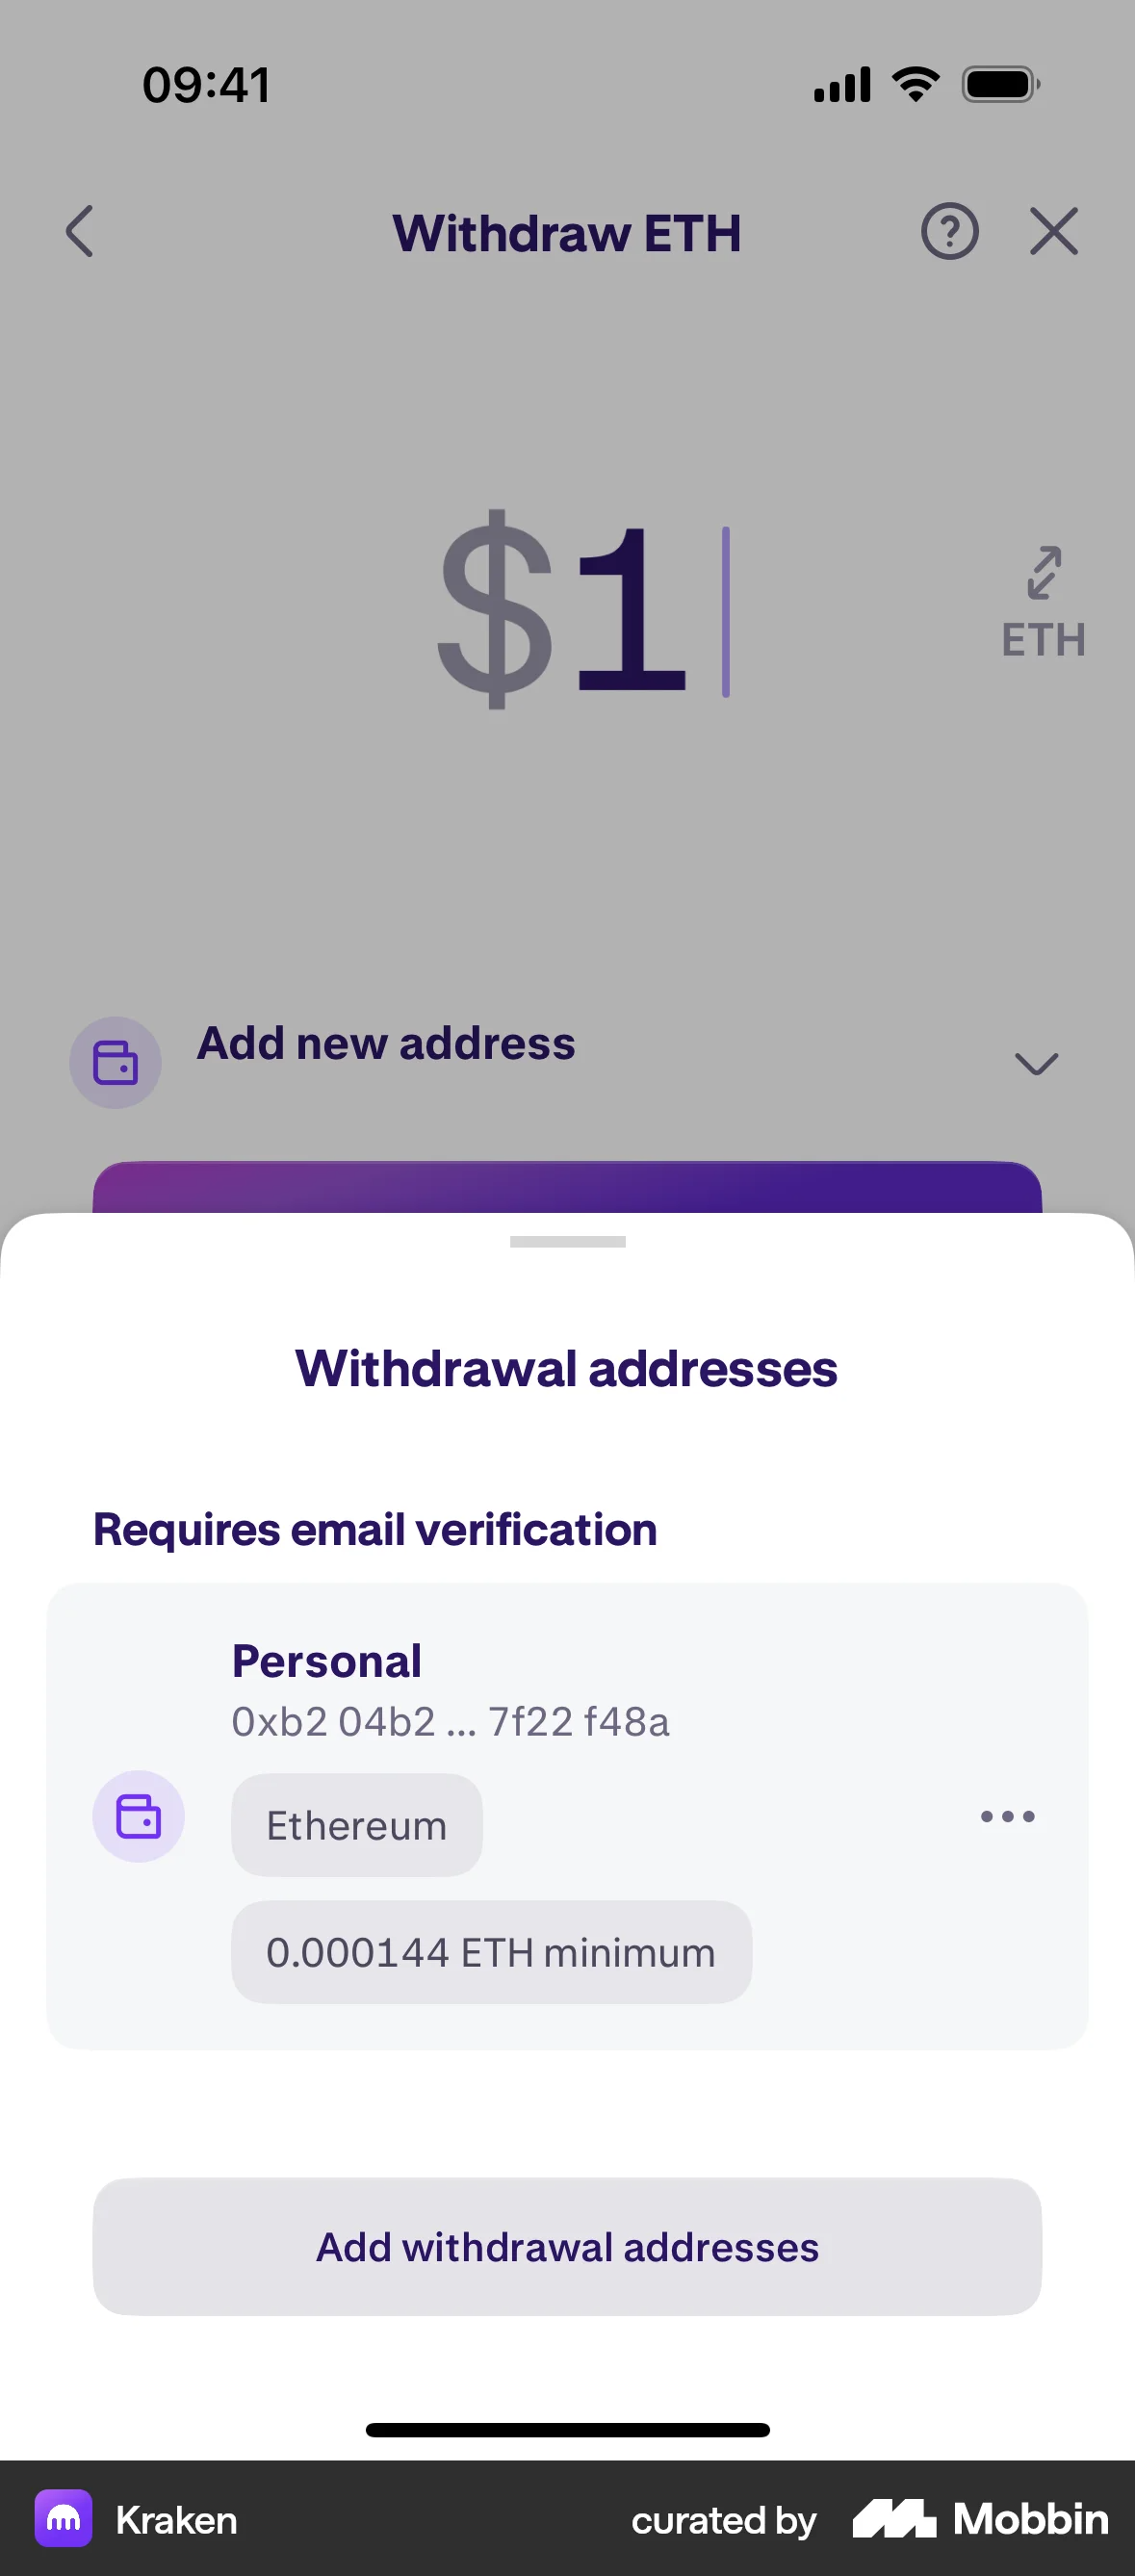 09:41
Withdraw ETH
$1
ETH
Add new address
Withdrawal addresses
Requires email verification
Personal
0xb2 04b2 ... 7f22 f48a
Ethereum
0.000144 ETH minimum
Add withdrawal addresses
Kraken
curated by Mobbin